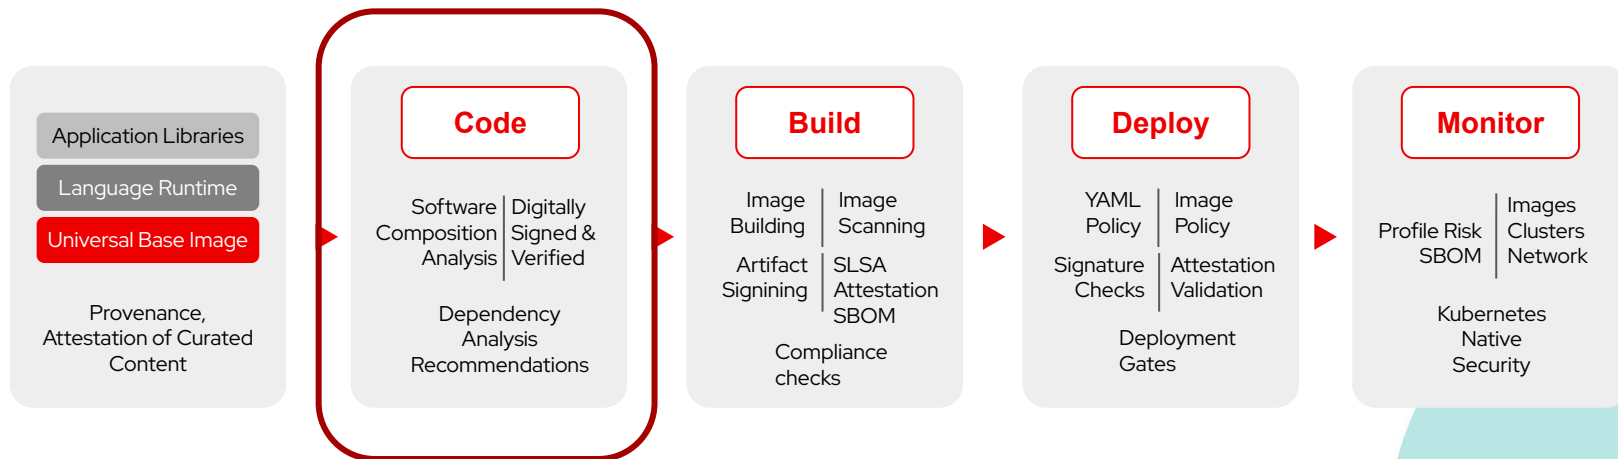 Application Libraries
Language Runtime
Universal Base Image
Provenance,
Attestation of Curated
Content
Code
Software
Composition
Analysis
Digitally
Signed &
Verified
Dependency
Analysis
Recommendations
Build
Image
Building
Image
Scanning
Artifact
Signining
SLSA
Attestation
SBOM
Compliance
checks
Deploy
YAML
Policy
Image
Policy
Signature
Checks
Attestation
Validation
Deployment
Gates
Monitor
Profile Risk
SBOM
Images
Clusters
Network
Kubernetes
Native
Security